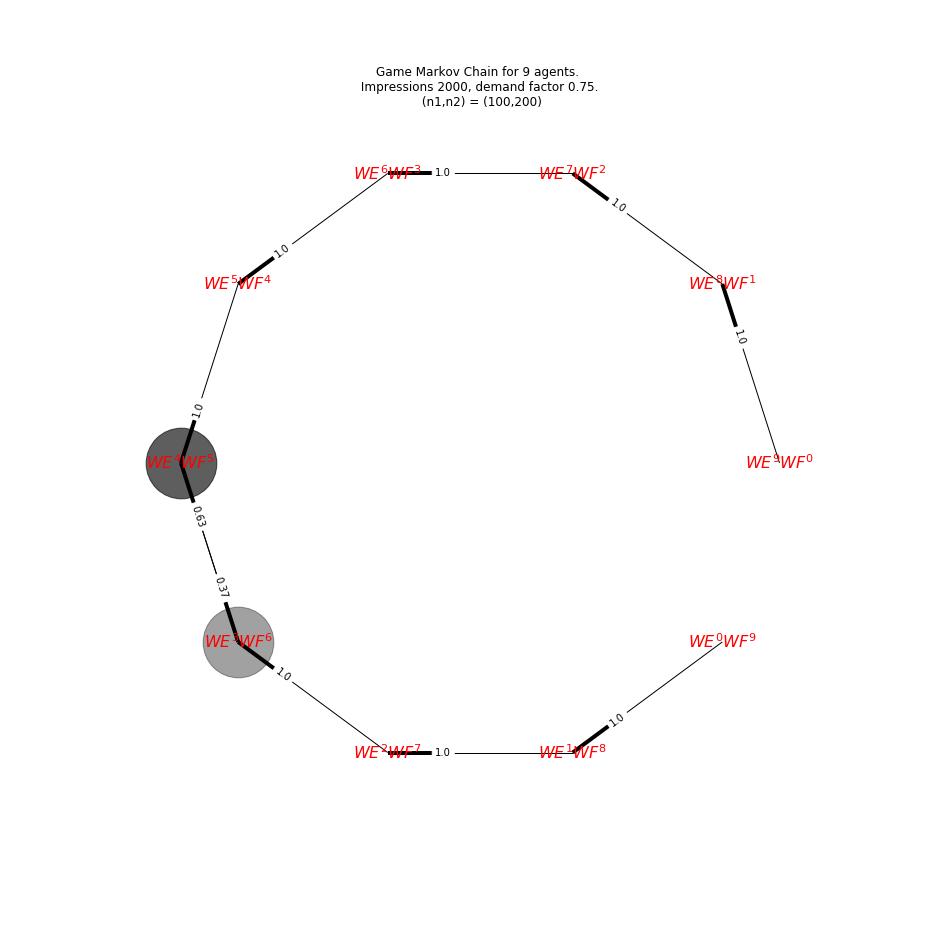 Game Markov Chain for 9 agents.
Impressions 2000, demand factor 0.75.
(n1,n2) = (100,200)
WE^6WF^3 1.0 WE^7WF^2
1.0
1.0
WE^5WF^4 WE^8WF^1
1.0
1.0
WE^4WF^5 WE^9WF^0
0.63
0.37
WE^3WF^6 WE^0WF^9
1.0
1.0
WE^2WF^7 1.0 WE^1WF^8